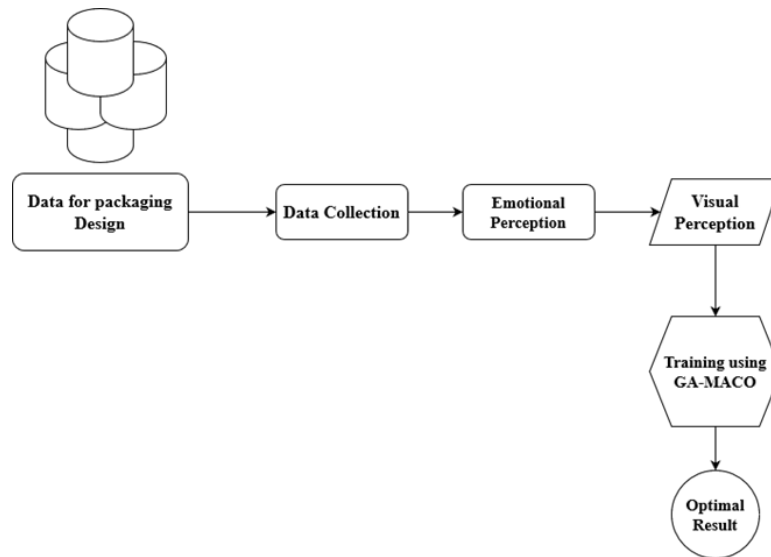 Data for packaging
Design
Data Collection
Emotional
Perception
Visual
Perception
Training using
GA-MACO
Optimal
Result